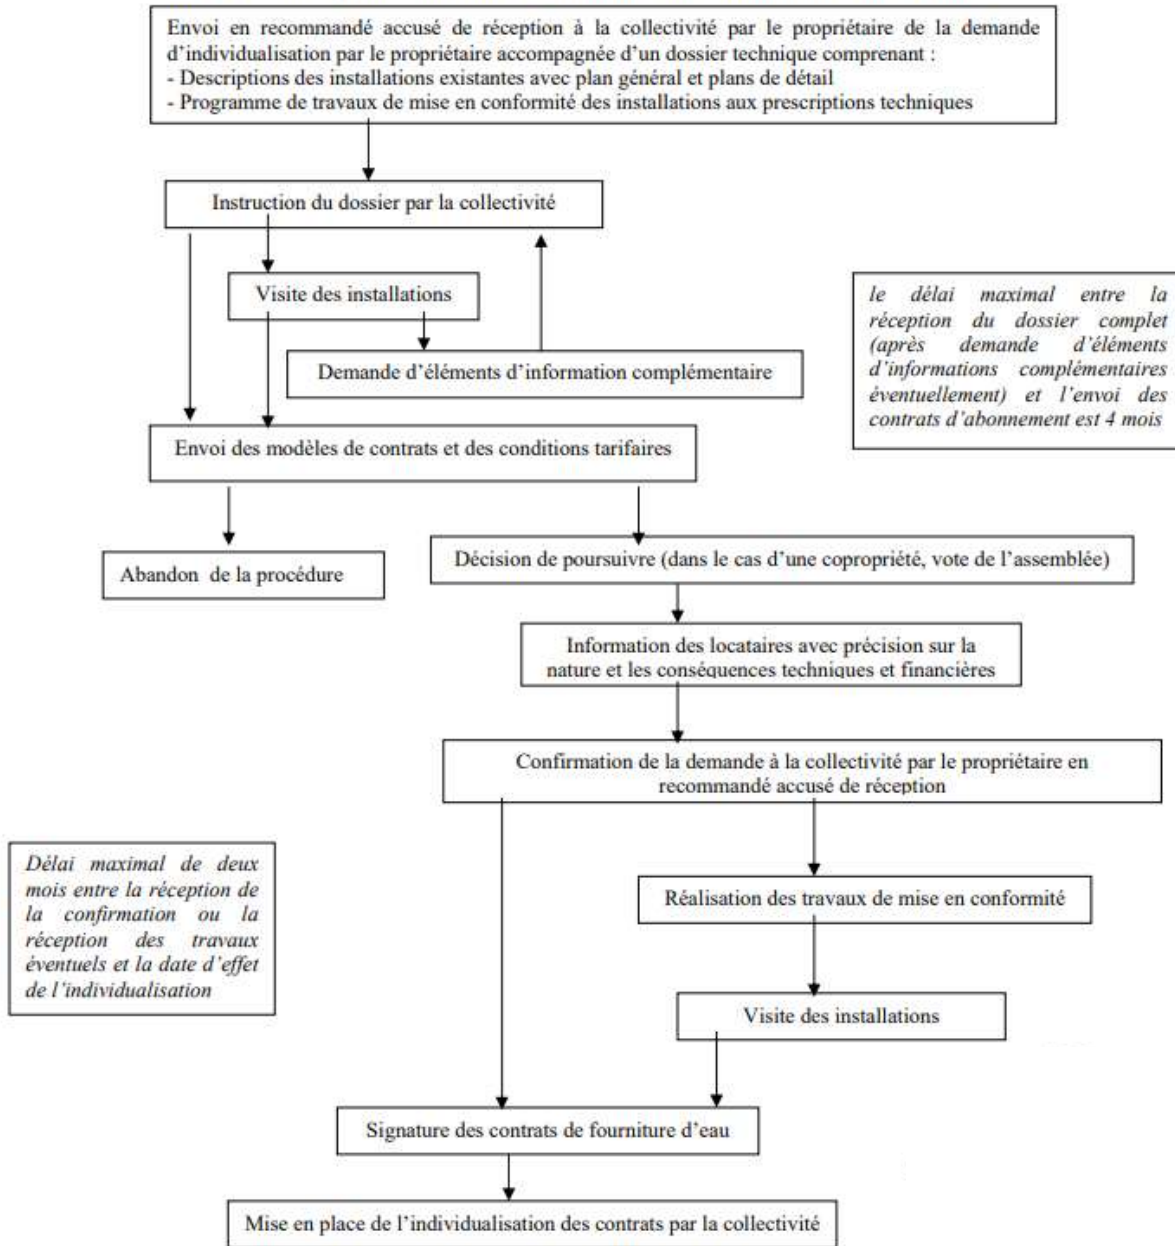 Envoi en recommandé accusé de réception à la collectivité par le propriétaire de la demande
d'individualisation par le propriétaire accompagnée d'un dossier technique comprenant :
- Descriptions des installations existantes avec plan général et plans de détail
- Programme de travaux de mise en conformité des installations aux prescriptions techniques
Instruction du dossier par la collectivité
Visite des installations
Demande d'éléments d'information complémentaire
le délai maximal entre la
réception du dossier complet
(après demande d'éléments
d'informations complémentaires
éventuellement) et l'envoi des
contrats d'abonnement est 4 mois
Envoi des modèles de contrats et des conditions tarifaires
Abandon de la procédure
Décision de poursuivre (dans le cas d'une copropriété, vote de l'assemblée)
Information des locataires avec précision sur la
nature et les conséquences techniques et financières
Confirmation de la demande à la collectivité par le propriétaire en
recommandé accusé de réception
Délai maximal de deux
mois entre la réception de
la confirmation ou la
réception des travaux
éventuels et la date d'effet
de l'individualisation
Réalisation des travaux de mise en conformité
Visite des installations
Signature des contrats de fourniture d'eau
Mise en place de l'individualisation des contrats par la collectivité